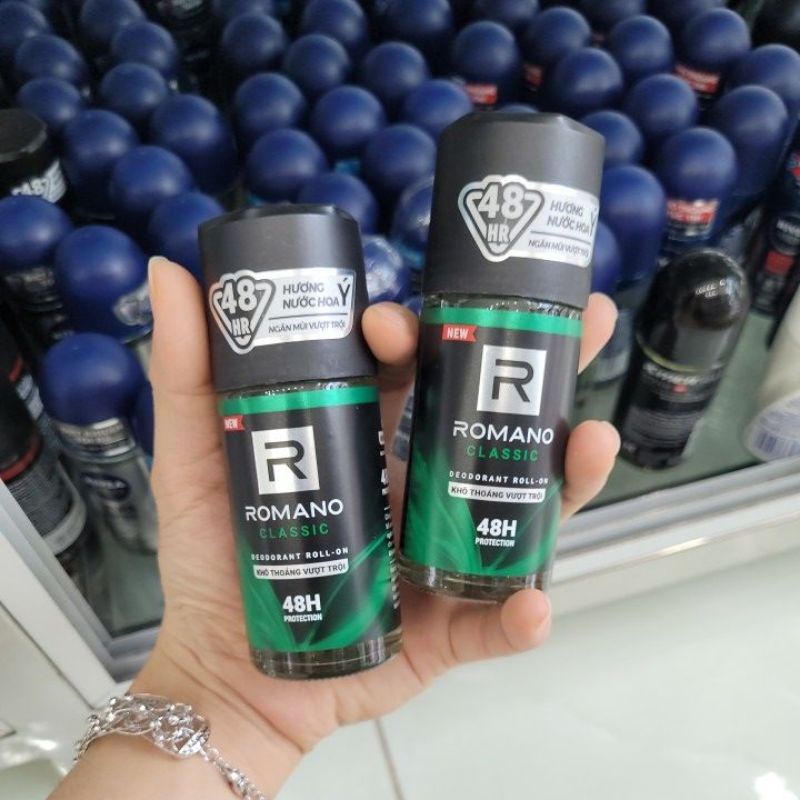 48
HR
HƯƠNG
NƯỚC HOA Ý
NGĂN MÙI VƯỢT TRỘI
NEW
R
ROMANO
CLASSIC
DEODORANT ROLL-ON
KHÔ THOÁNG VƯỢT TRỘI
48H
PROTECTION
48
HR
HƯƠNG
NƯỚC HOA Ý
NGĂN MÙI VƯỢT TRỘI
NEW
R
ROMANO
CLASSIC
DEODORANT ROLL-ON
KHÔ THOÁNG VƯỢT TRỘI
48H
PROTECTION
48
NIVEA